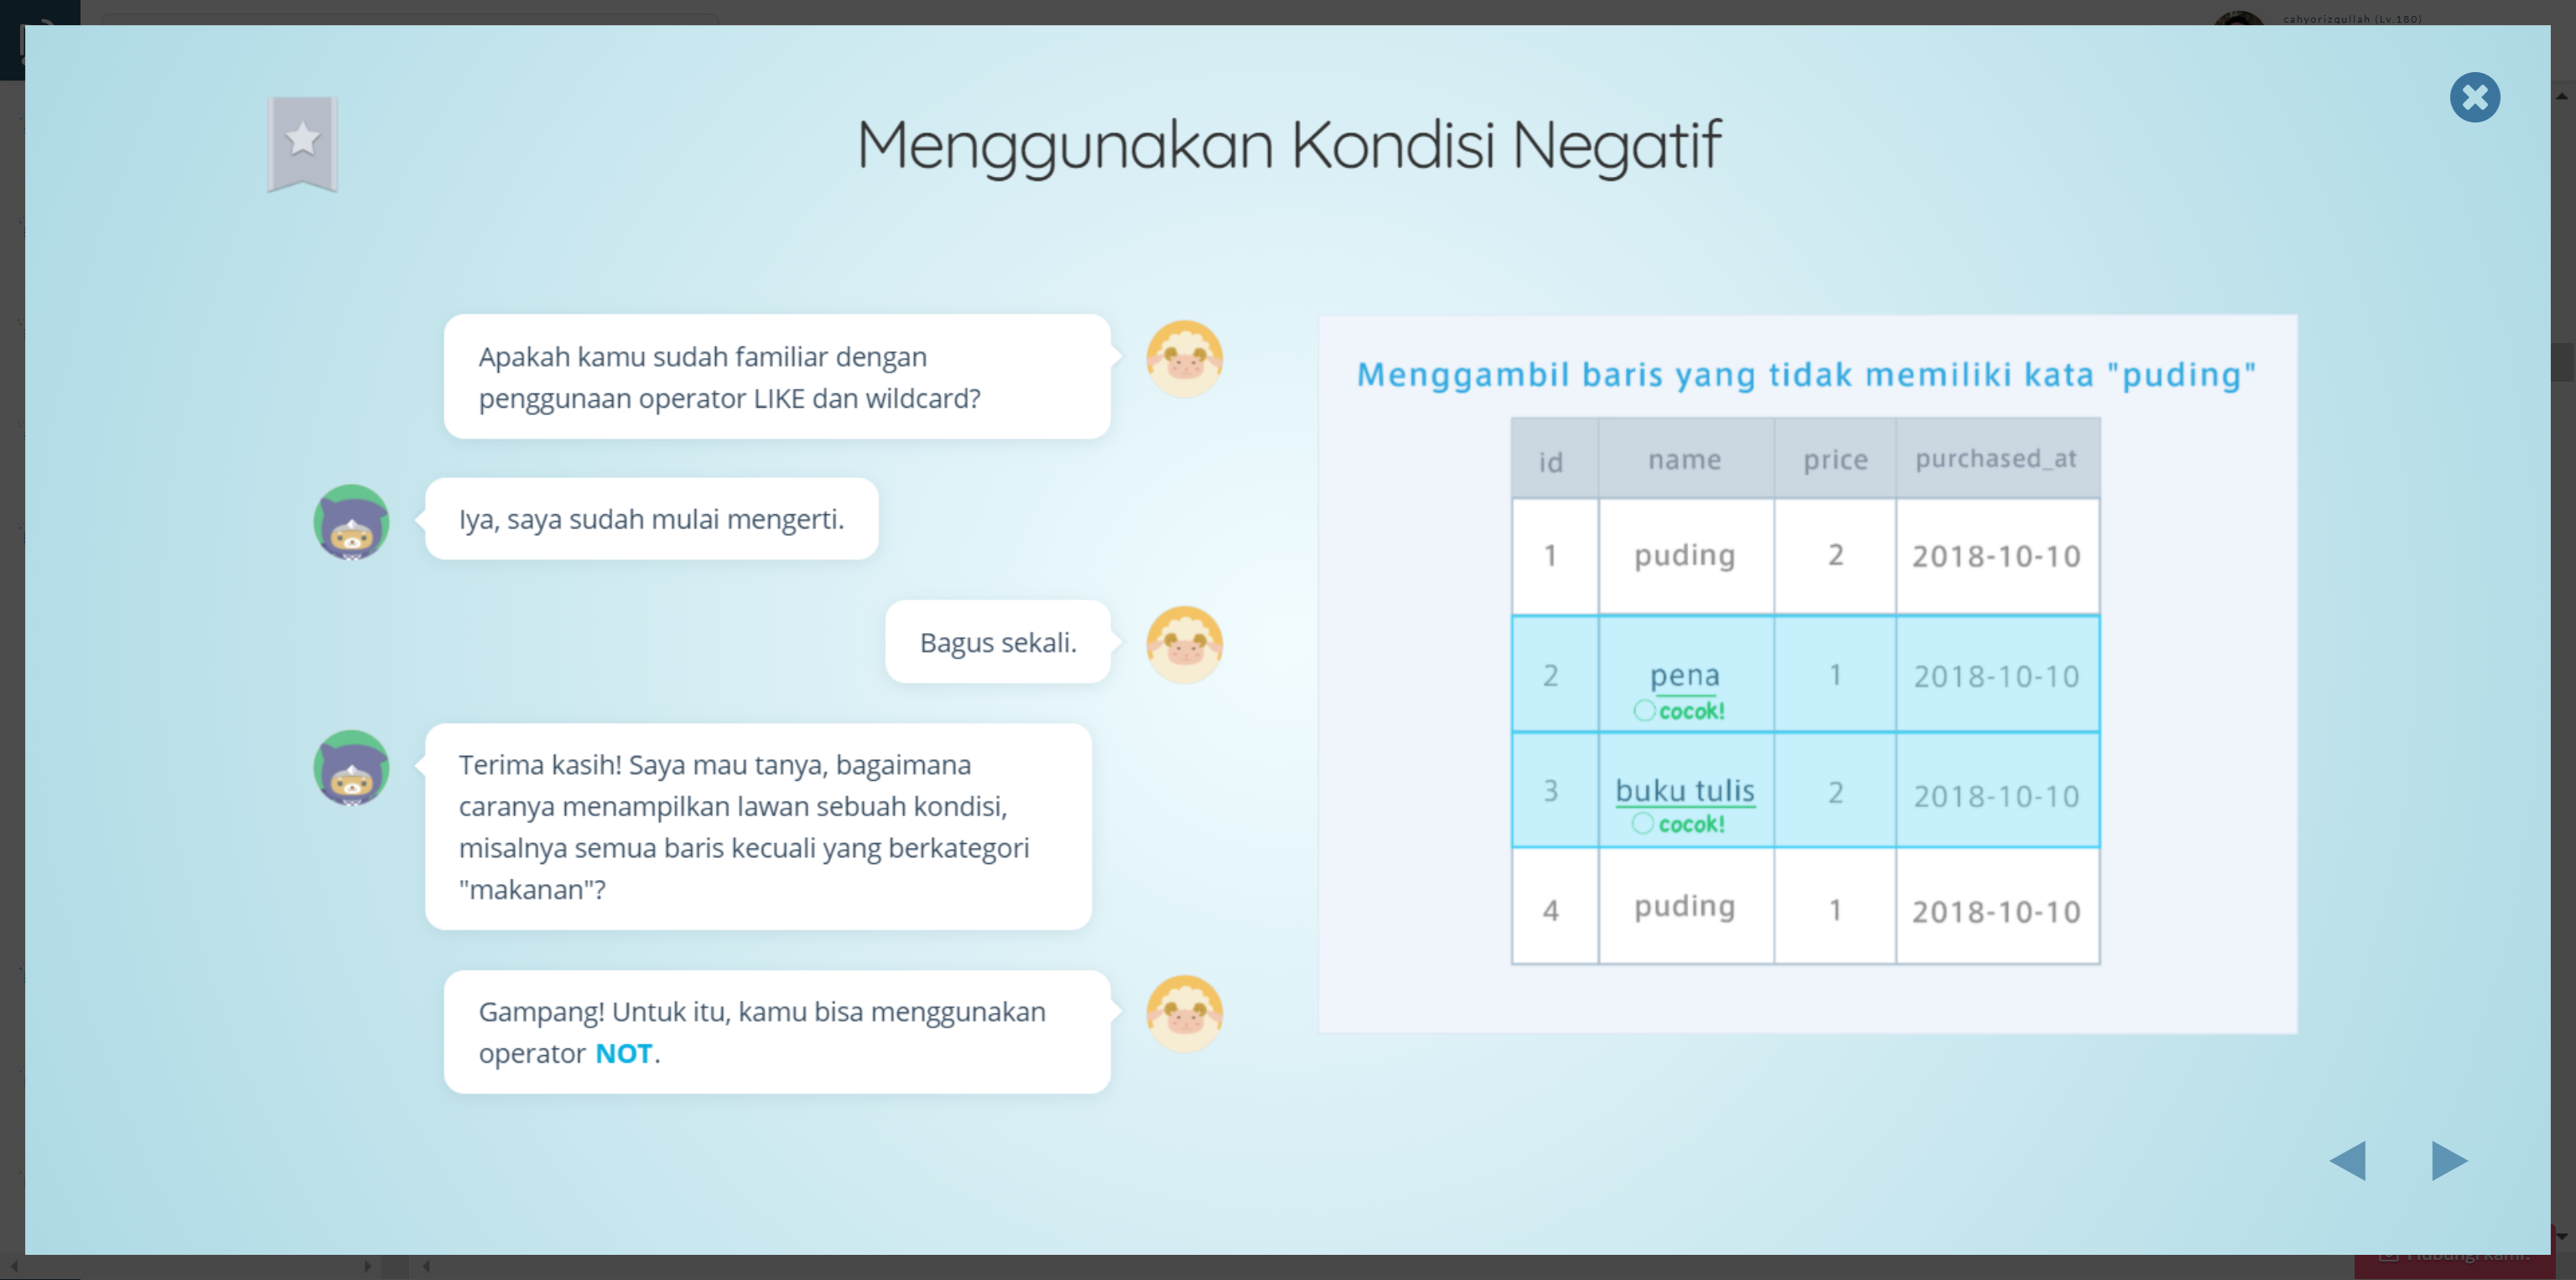 cahyorizqullah (Lv.180)
Menggunakan Kondisi Negatif
Apakah kamu sudah familiar dengan
penggunaan operator LIKE dan wildcard?
Iya, saya sudah mulai mengerti.
Bagus sekali.
Terima kasih! Saya mau tanya, bagaimana
caranya menampilkan lawan sebuah kondisi,
misalnya semua baris kecuali yang berkategori
"makanan"?
Gampang! Untuk itu, kamu bisa menggunakan
operator NOT.
Menggambil baris yang tidak memiliki kata "puding"
id name price purchased_at
1 puding 2 2018-10-10
2 pena 1 2018-10-10
cocok!
3 buku tulis 2 2018-10-10
cocok!
4 puding 1 2018-10-10